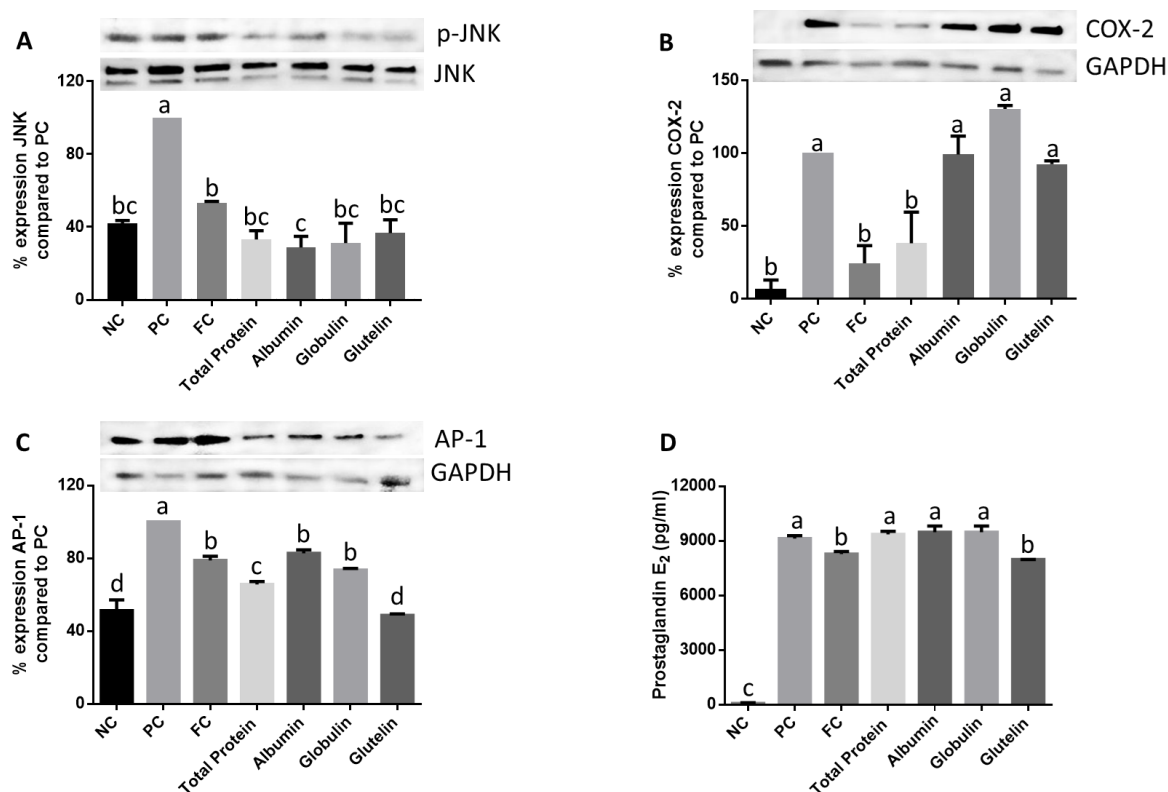 A
p-JNK
JNK
% expression JNK
compared to PC
120
80
40
0
bc
a
b
bc
c
bc
bc
NC
PC
FC
Total Protein
Albumin
Globulin
Glutelin
B
COX-2
GAPDH
% expression COX-2
compared to PC
150
100
50
0
b
a
b
b
a
a
a
NC
PC
FC
Total Protein
Albumin
Globulin
Glutelin
C
AP-1
GAPDH
% expression AP-1
compared to PC
120
80
40
0
d
a
b
c
b
b
d
NC
PC
FC
Total Protein
Albumin
Globulin
Glutelin
D
Prostaglandin E₂ (pg/ml)
12000
9000
6000
3000
0
c
a
b
a
a
a
b
NC
PC
FC
Total Protein
Albumin
Globulin
Glutelin